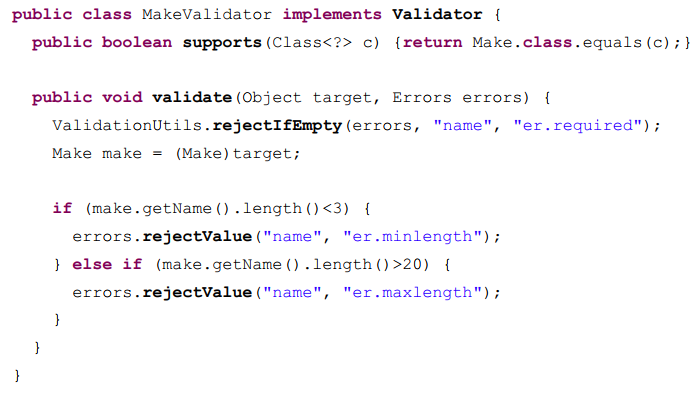 public class MakeValidator implements Validator {
public boolean supports(Class<?> c) {return Make.class.equals(c);}
public void validate(Object target, Errors errors) {
ValidationUtils.rejectIfEmpty(errors, "name", "er.required");
Make make = (Make)target;
if (make.getName().length()<3) {
errors.rejectValue("name", "er.minlength");
} else if (make.getName().length()>20) {
errors.rejectValue("name", "er.maxlength");
}
}
}